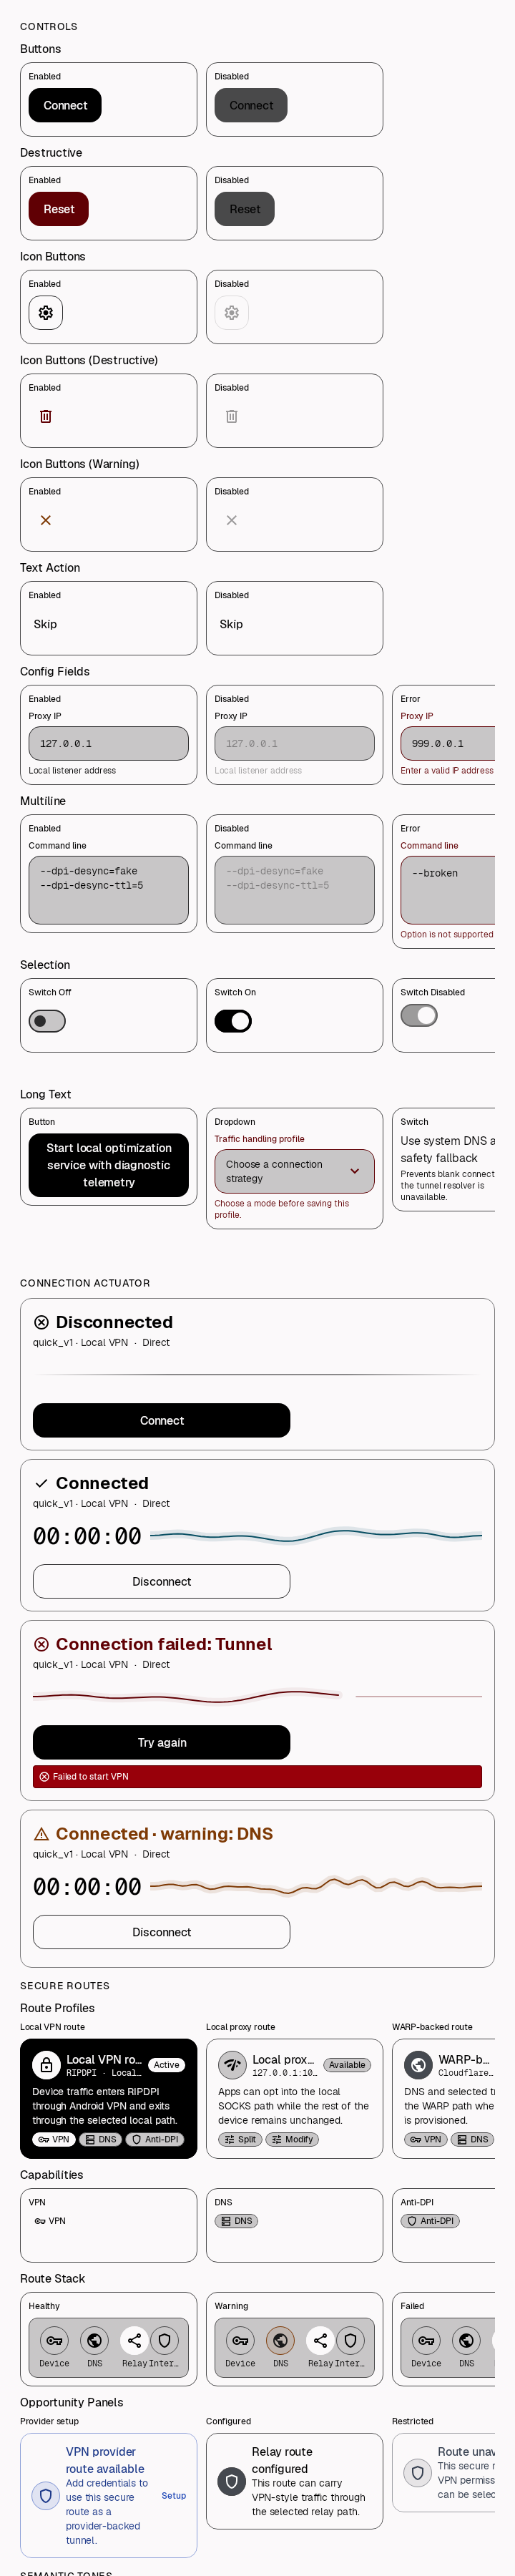 CONTROLS
Buttons
Enabled
Disabled
Connect
Connect
Destructive
Enabled
Disabled
Reset
Reset
Icon Buttons
Enabled
Disabled
Icon Buttons (Destructive)
Enabled
Disabled
Icon Buttons (Warning)
Enabled
Disabled
Text Action
Enabled
Disabled
Skip
Skip
Config Fields
Enabled
Disabled
Error
Proxy IP
Proxy IP
Proxy IP
127.0.0.1
127.0.0.1
999.0.0.1
Local listener address
Local listener address
Enter a valid IP address
Multiline
Enabled
Disabled
Error
Command line
Command line
Command line
--dpi-desync=fake
--dpi-desync-ttl=5
--dpi-desync=fake
--dpi-desync-ttl=5
--broken
Option is not supported
Selection
Switch Off
Switch On
Switch Disabled
Long Text
Button
Start local optimization
service with diagnostic
telemetry
Dropdown
Traffic handling profile
Choose a connection
strategy
Choose a mode before saving this
profile.
Switch
Use system DNS a
safety fallback
Prevents blank connect
the tunnel resolver is
unavailable.
CONNECTION ACTUATOR
Disconnected
quick_v1 · Local VPN · Direct
Connect
Connected
quick_v1 · Local VPN · Direct
00:00:00
Disconnect
Connection failed: Tunnel
quick_v1 · Local VPN · Direct
Try again
Failed to start VPN
Connected · warning: DNS
quick_v1 · Local VPN · Direct
00:00:00
Disconnect
SECURE ROUTES
Route Profiles
Local VPN route
Local proxy route
WARP-backed route
Local VPN ro...
RIPDPI · Local...
Active
Device traffic enters RIPDPI
through Android VPN and exits
through the selected local path.
VPN
DNS
Anti-DPI
Local prox...
127.0.0.1:10...
Available
Apps can opt into the local
SOCKS path while the rest of the
device remains unchanged.
Split
Modify
WARP-b...
Cloudflare...
DNS and selected t
the WARP path whe
is provisioned.
VPN
DNS
Capabilities
VPN
DNS
Anti-DPI
VPN
DNS
Anti-DPI
Route Stack
Healthy
Warning
Failed
Device
DNS
Relay
Inter...
Device
DNS
Relay
Inter...
Device
DNS
Opportunity Panels
Provider setup
Configured
Restricted
VPN provider
route available
Add credentials to
use this secure
route as a
provider-backed
tunnel.
Setup
Relay route
configured
This route can carry
VPN-style traffic through
the selected relay path.
Route unav
This secure r
VPN permiss
can be selec
SEMANTIC TONES